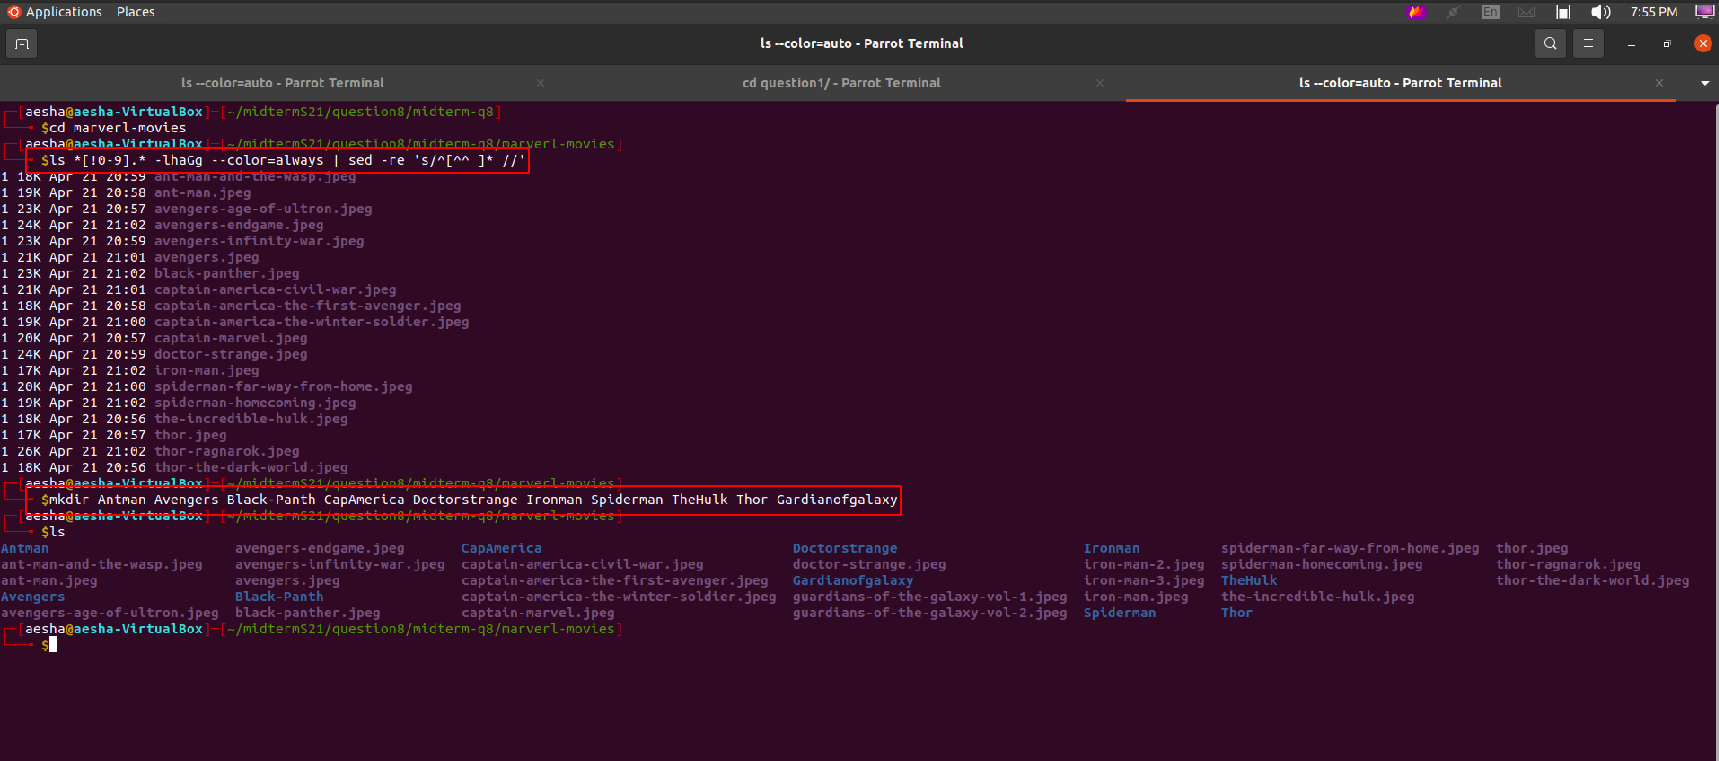 Applications Places En 7:55 PM
ls --color=auto - Parrot Terminal
ls --color=auto - Parrot Terminal cd question1/ - Parrot Terminal ls --color=auto - Parrot Terminal
[aesha@aesha-VirtualBox]─[~/midtermS21/question8/midterm-q8]
$cd marverl-movies
[aesha@aesha-VirtualBox]─[~/midtermS21/question8/midterm-q8/marverl-movies]
$ls *[!0-9].* -lhaGg --color=always | sed -re 's/^[^ ]* //'
1 18K Apr 21 20:59 ant-man-and-the-wasp.jpeg
1 19K Apr 21 20:58 ant-man.jpeg
1 23K Apr 21 20:57 avengers-age-of-ultron.jpeg
1 24K Apr 21 21:02 avengers-endgame.jpeg
1 23K Apr 21 20:59 avengers-infinity-war.jpeg
1 21K Apr 21 21:01 avengers.jpeg
1 23K Apr 21 21:02 black-panther.jpeg
1 21K Apr 21 21:01 captain-america-civil-war.jpeg
1 18K Apr 21 20:58 captain-america-the-first-avenger.jpeg
1 19K Apr 21 21:00 captain-america-the-winter-soldier.jpeg
1 20K Apr 21 20:57 captain-marvel.jpeg
1 24K Apr 21 20:59 doctor-strange.jpeg
1 17K Apr 21 21:02 iron-man.jpeg
1 20K Apr 21 21:00 spiderman-far-way-from-home.jpeg
1 19K Apr 21 21:02 spiderman-homecoming.jpeg
1 18K Apr 21 20:56 the-incredible-hulk.jpeg
1 17K Apr 21 20:57 thor.jpeg
1 26K Apr 21 21:02 thor-ragnarok.jpeg
1 18K Apr 21 20:56 thor-the-dark-world.jpeg
[aesha@aesha-VirtualBox]─[~/midtermS21/question8/midterm-q8/marverl-movies]
$mkdir Antman Avengers Black-Panth CapAmerica Doctorstrange Ironman Spiderman TheHulk Thor Gardianofgalaxy
[aesha@aesha-VirtualBox]─[~/midtermS21/question8/midterm-q8/marverl-movies]
$ls
Antman avengers-endgame.jpeg CapAmerica Doctorstrange Ironman spiderman-far-way-from-home.jpeg thor.jpeg
ant-man-and-the-wasp.jpeg avengers-infinity-war.jpeg captain-america-civil-war.jpeg doctor-strange.jpeg iron-man-2.jpeg spiderman-homecoming.jpeg thor-ragnarok.jpeg
ant-man.jpeg avengers.jpeg captain-america-the-first-avenger.jpeg Gardianofgalaxy iron-man-3.jpeg TheHulk thor-the-dark-world.jpeg
Avengers Black-Panth captain-america-the-winter-soldier.jpeg guardians-of-the-galaxy-vol-1.jpeg iron-man.jpeg the-incredible-hulk.jpeg
avengers-age-of-ultron.jpeg black-panther.jpeg captain-marvel.jpeg guardians-of-the-galaxy-vol-2.jpeg Spiderman Thor
[aesha@aesha-VirtualBox]─[~/midtermS21/question8/midterm-q8/marverl-movies]
$